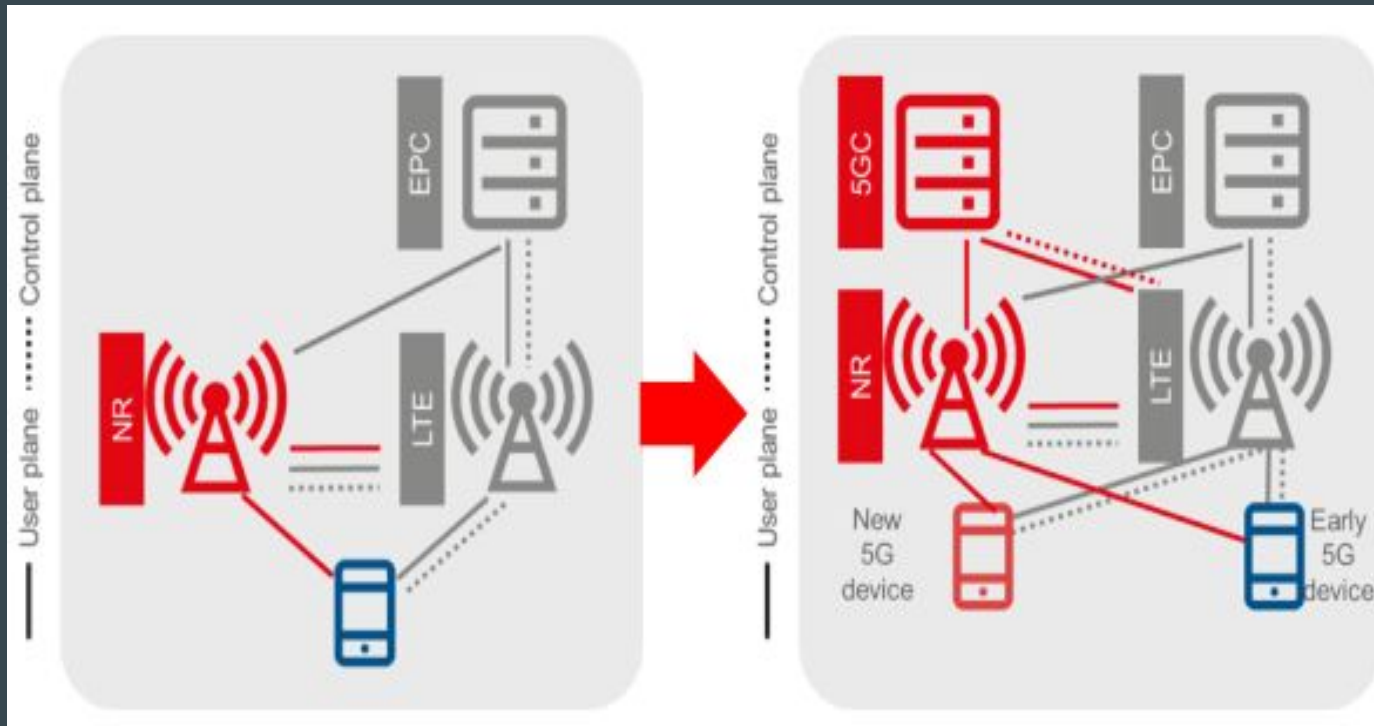 User plane Control plane
EPC
NR
LTE
User plane Control plane
5GC
EPC
NR
LTE
New
5G
device
Early
5G
device